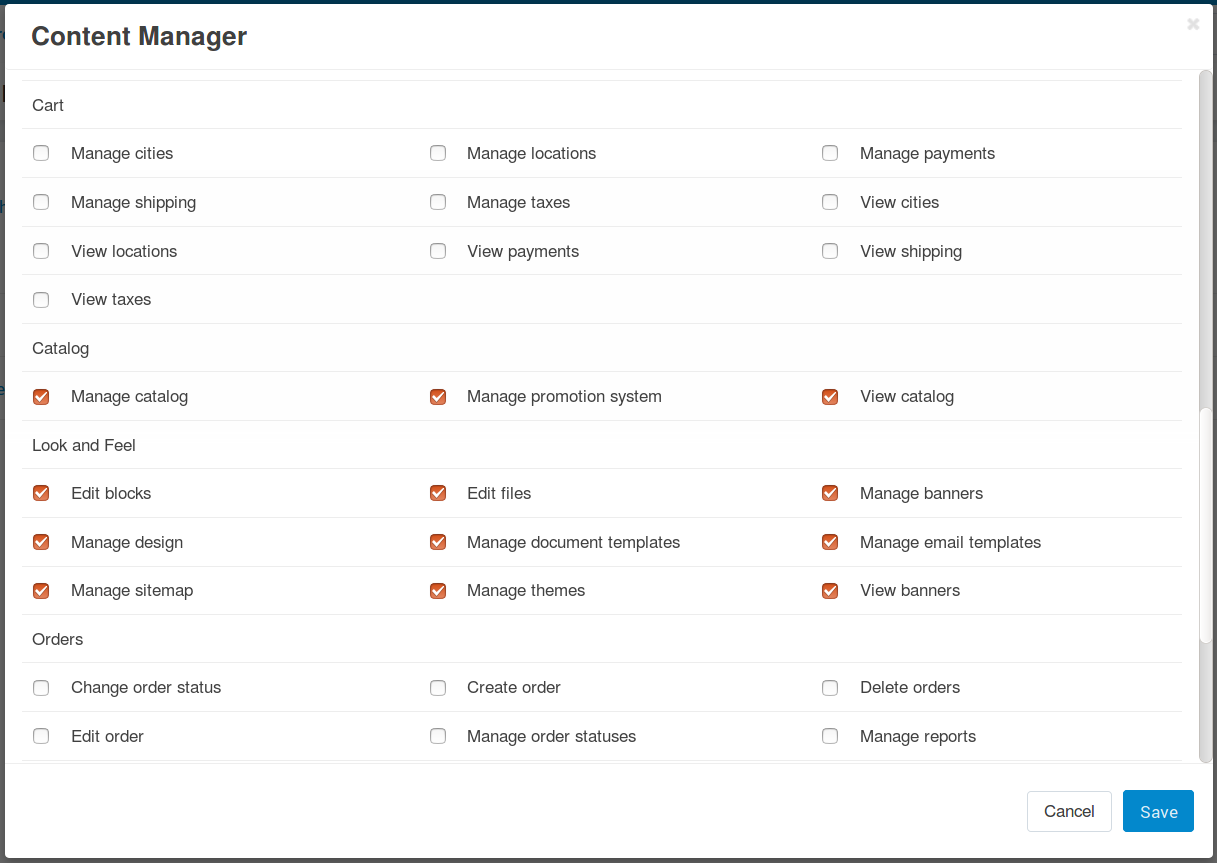 Content Manager
Cart
Manage cities Manage locations Manage payments
Manage shipping Manage taxes View cities
View locations View payments View shipping
View taxes
Catalog
Manage catalog Manage promotion system View catalog
Look and Feel
Edit blocks Edit files Manage banners
Manage design Manage document templates Manage email templates
Manage sitemap Manage themes View banners
Orders
Change order status Create order Delete orders
Edit order Manage order statuses Manage reports
Cancel Save